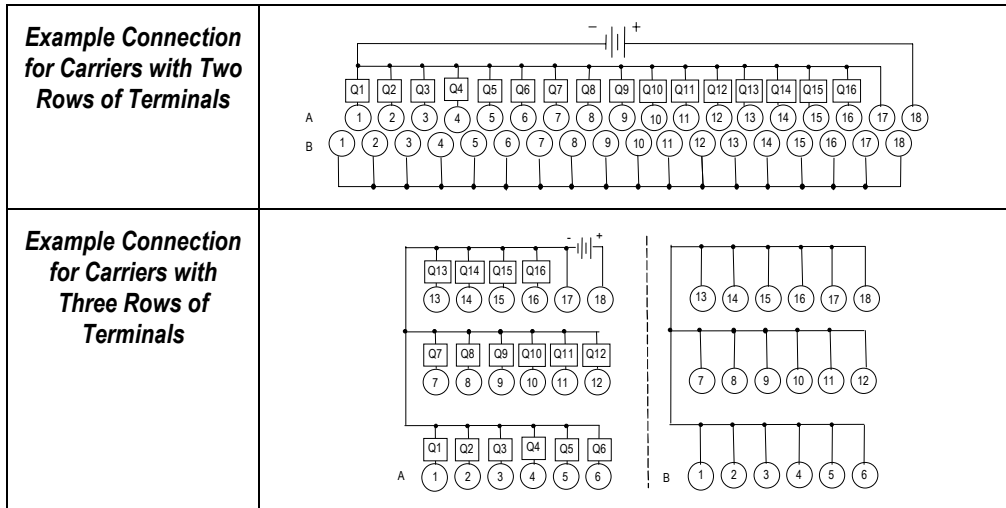 Example Connection
for Carriers with Two
Rows of Terminals
− +
Q1 Q2 Q3 Q4 Q5 Q6 Q7 Q8 Q9 Q10 Q11 Q12 Q13 Q14 Q15 Q16
A 1 2 3 4 5 6 7 8 9 10 11 12 13 14 15 16 17 18
B 1 2 3 4 5 6 7 8 9 10 11 12 13 14 15 16 17 18
Example Connection
for Carriers with
Three Rows of
Terminals
- +
Q13 Q14 Q15 Q16
13 14 15 16 17 18
Q7 Q8 Q9 Q10 Q11 Q12
7 8 9 10 11 12
Q1 Q2 Q3 Q4 Q5 Q6
A 1 2 3 4 5 6
13 14 15 16 17 18
7 8 9 10 11 12
B 1 2 3 4 5 6